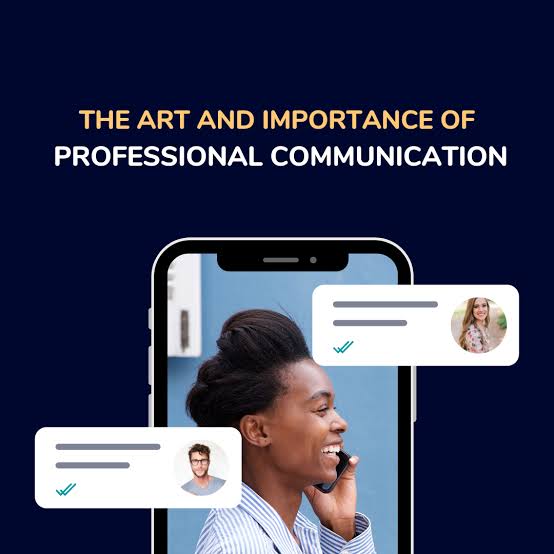 THE ART AND IMPORTANCE OF
PROFESSIONAL COMMUNICATION